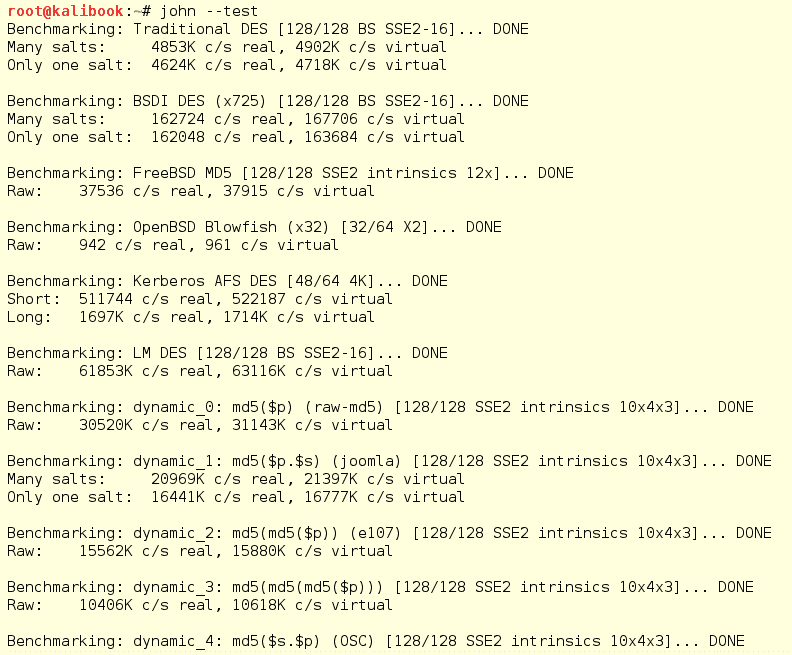 root@kalibook:~# john --test
Benchmarking: Traditional DES [128/128 BS SSE2-16]... DONE
Many salts:     4853K c/s real, 4902K c/s virtual
Only one salt:  4624K c/s real, 4718K c/s virtual

Benchmarking: BSDI DES (x725) [128/128 BS SSE2-16]... DONE
Many salts:     162724 c/s real, 167706 c/s virtual
Only one salt:  162048 c/s real, 163684 c/s virtual

Benchmarking: FreeBSD MD5 [128/128 SSE2 intrinsics 12x]... DONE
Raw:    37536 c/s real, 37915 c/s virtual

Benchmarking: OpenBSD Blowfish (x32) [32/64 X2]... DONE
Raw:    942 c/s real, 961 c/s virtual

Benchmarking: Kerberos AFS DES [48/64 4K]... DONE
Short:  511744 c/s real, 522187 c/s virtual
Long:   1697K c/s real, 1714K c/s virtual

Benchmarking: LM DES [128/128 BS SSE2-16]... DONE
Raw:    61853K c/s real, 63116K c/s virtual

Benchmarking: dynamic_0: md5($p) (raw-md5) [128/128 SSE2 intrinsics 10x4x3]... DONE
Raw:    30520K c/s real, 31143K c/s virtual

Benchmarking: dynamic_1: md5($p.$s) (joomla) [128/128 SSE2 intrinsics 10x4x3]... DONE
Many salts:     20969K c/s real, 21397K c/s virtual
Only one salt:  16441K c/s real, 16777K c/s virtual

Benchmarking: dynamic_2: md5(md5($p)) (e107) [128/128 SSE2 intrinsics 10x4x3]... DONE
Raw:    15562K c/s real, 15880K c/s virtual

Benchmarking: dynamic_3: md5(md5(md5($p))) [128/128 SSE2 intrinsics 10x4x3]... DONE
Raw:    10406K c/s real, 10618K c/s virtual

Benchmarking: dynamic_4: md5($s.$p) (OSC) [128/128 SSE2 intrinsics 10x4x3]... DONE